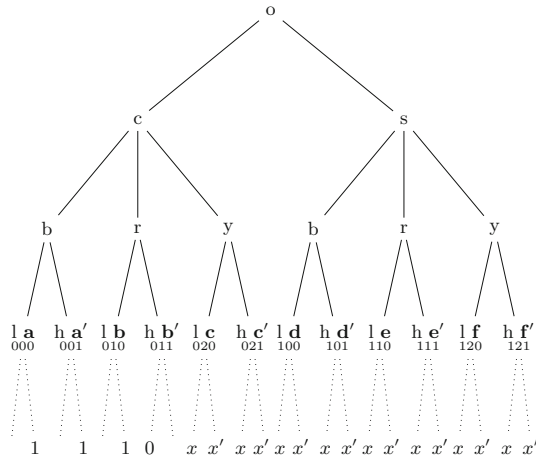 o
c s
b r y b r y
l a h a′ l b h b′ l c h c′ l d h d′ l e h e′ l f h f′
000 001 010 011 020 021 100 101 110 111 120 121
1 1 1 0 x x′ x x′ x x′ x x′ x x′ x x′ x x′ x x′